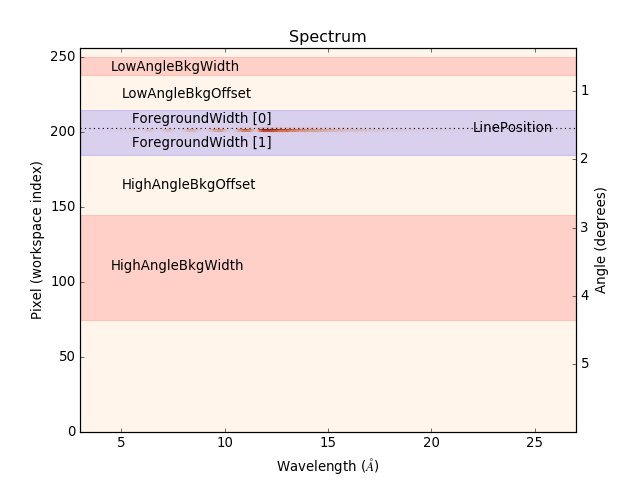 Spectrum
250
LowAngleBkgWidth
1
LowAngleBkgOffset
ForegroundWidth [0]
200
LinePosition
ForegroundWidth [1]
2
HighAngleBkgOffset
150
3
HighAngleBkgWidth
100
4
50
5
0
5 10 15 20 25
Wavelength (Å)
Pixel (workspace index)
Angle (degrees)